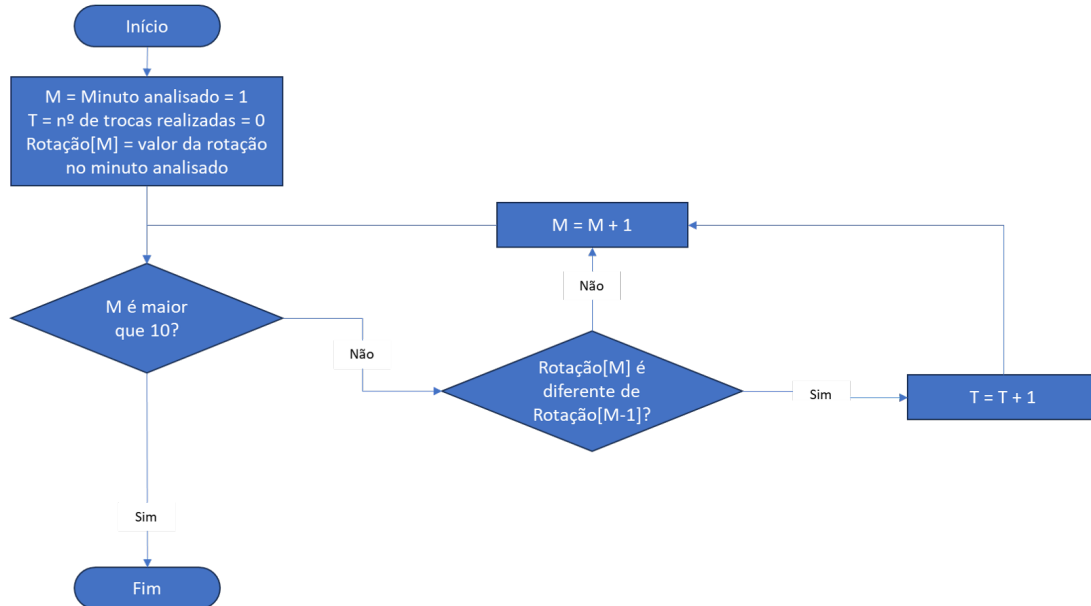 Início
M = Minuto analisado = 1
T = nº de trocas realizadas = 0
Rotação[M] = valor da rotação
no minuto analisado
M = M + 1
Não
M é maior
que 10?
Não
Rotação[M] é
diferente de
Rotação[M-1]?
Sim
T = T + 1
Sim
Fim